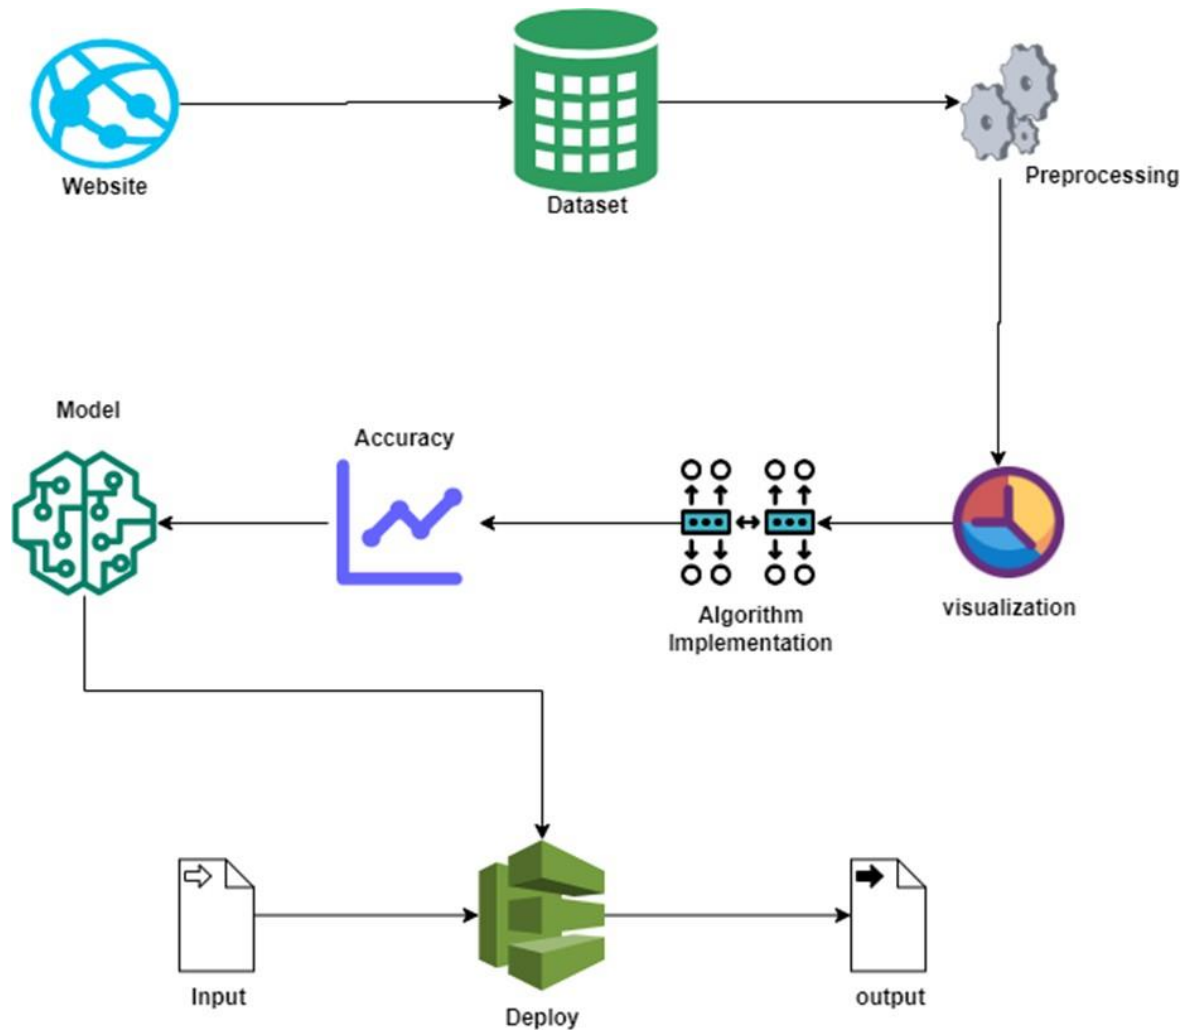 Website
Dataset
Preprocessing
Model
Accuracy
Algorithm
Implementation
visualization
Input
Deploy
output